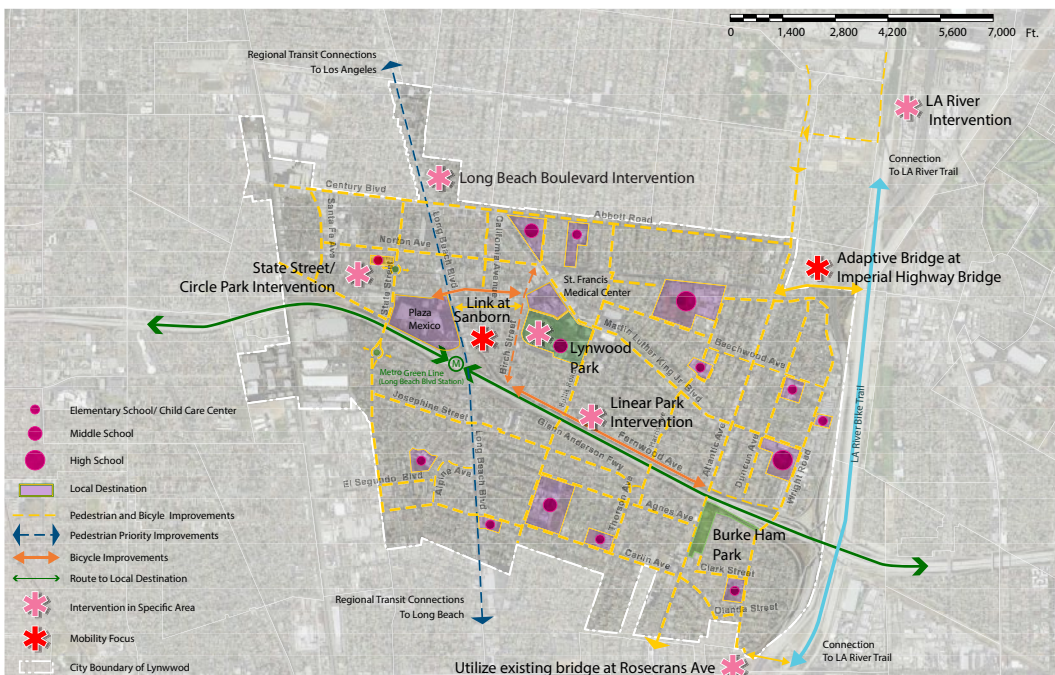 0 1,400 2,800 4,200 5,600 7,000 Ft.
Regional Transit Connections
To Los Angeles
LA River
Intervention
Connection
To LA River Trail
Long Beach Boulevard Intervention
Century Blvd
Abbott Road
Santa Fe Ave
Long Beach Blvd
California Avenue
Norton Ave
State Street/
Circle Park Intervention
State Street
St. Francis
Medical Center
Adaptive Bridge at
Imperial Highway Bridge
Plaza
Mexico
Link at
Sanborn
Birch Street
Lynwood
Park
Martin Luther King Jr Blvd
Beechwood Ave
M
Metro Green Line
(Long Beach Blvd Station)
LA River Bike Trail
Josephine Street
Linear Park
Intervention
Glenn Anderson Fwy
Fernwood Ave
Atlantic Ave
Duncan Ave
Wright Road
Long Beach Blvd
El Segundo Blvd
Alpine Ave
Thorson Ave
Agnes Ave
Burke Ham
Park
Carlin Ave
Clark Street
Dianda Street
Regional Transit Connections
To Long Beach
Connection
To LA River Trail
Utilize existing bridge at Rosecrans Ave
Elementary School/ Child Care Center
Middle School
High School
Local Destination
Pedestrian and Bicyle Improvements
Pedestrian Priority Improvements
Bicycle Improvements
Route to Local Destination
Intervention in Specific Area
Mobility Focus
City Boundary of Lynwwod